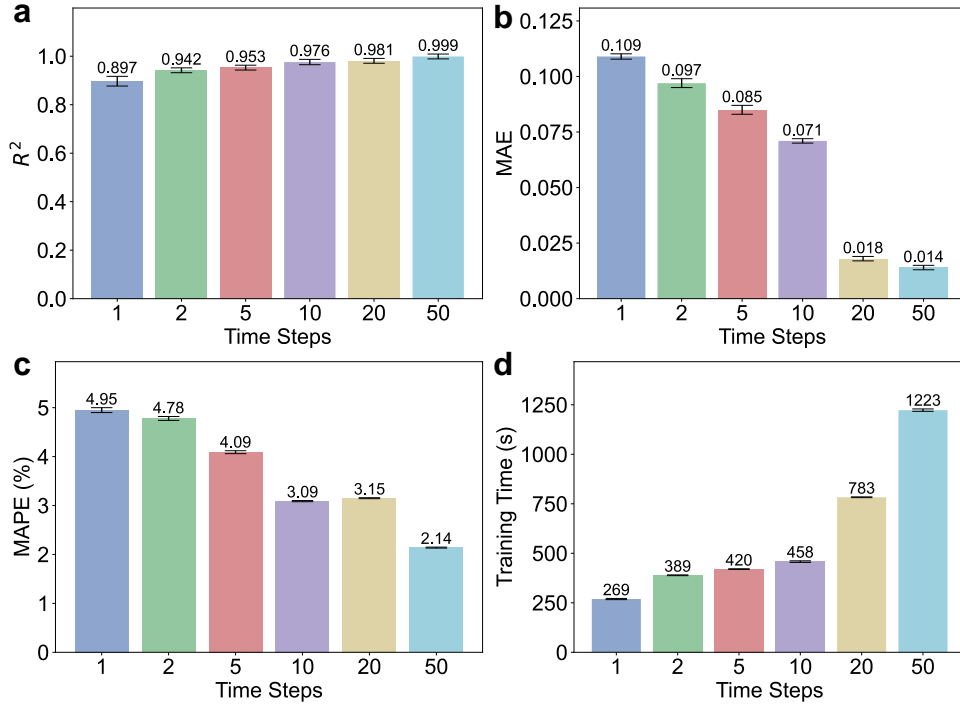 a
0.897 0.942 0.953 0.976 0.981 0.999
1.0
0.8
0.6
0.4
0.2
0.0
R²
1 2 5 10 20 50
Time Steps
b
0.109 0.097 0.085 0.071 0.018 0.014
0.125
0.100
0.075
0.050
0.025
0.000
MAE
1 2 5 10 20 50
Time Steps
c
4.95 4.78 4.09 3.09 3.15 2.14
5
4
3
2
1
0
MAPE (%)
1 2 5 10 20 50
Time Steps
d
269 389 420 458 783 1223
1250
1000
750
500
250
0
Training Time (s)
1 2 5 10 20 50
Time Steps